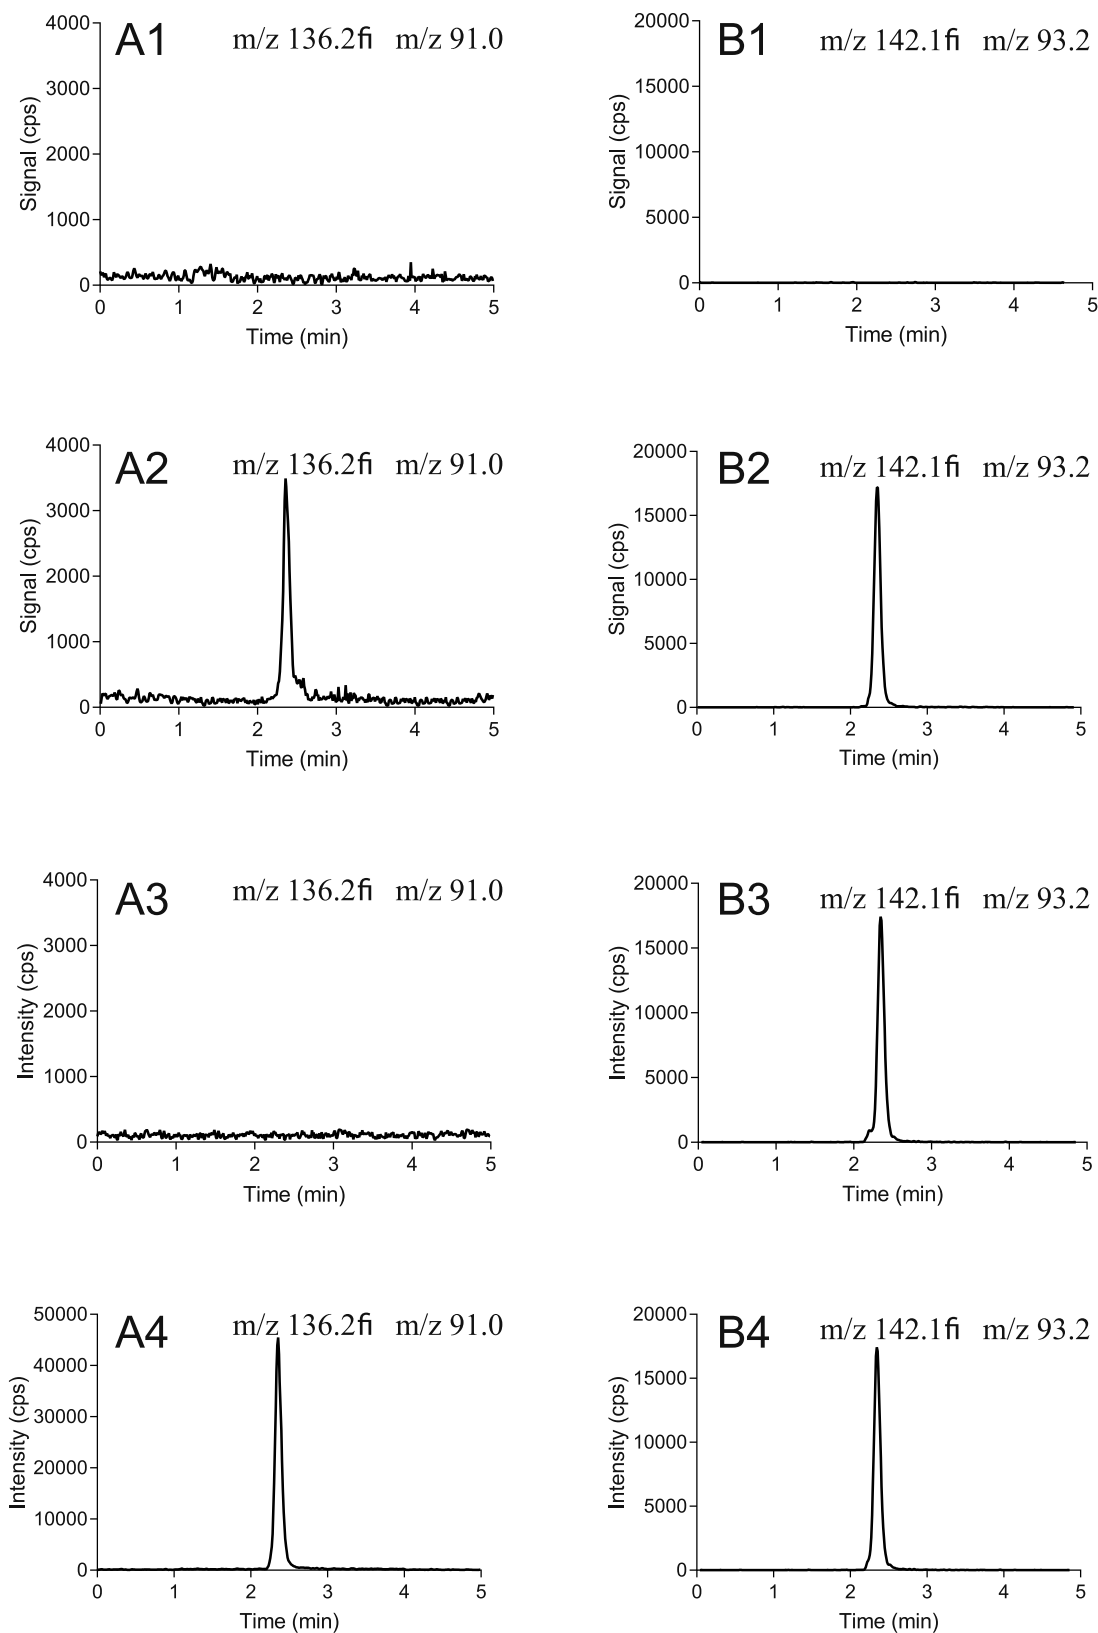 A1 m/z 136.2fi m/z 91.0
4000
3000
2000
1000
0
Signal (cps)
0 1 2 3 4 5
Time (min)
B1 m/z 142.1fi m/z 93.2
20000
15000
10000
5000
0
Signal (cps)
0 1 2 3 4 5
Time (min)
A2 m/z 136.2fi m/z 91.0
4000
3000
2000
1000
0
Signal (cps)
0 1 2 3 4 5
Time (min)
B2 m/z 142.1fi m/z 93.2
20000
15000
10000
5000
0
Signal (cps)
0 1 2 3 4 5
Time (min)
A3 m/z 136.2fi m/z 91.0
4000
3000
2000
1000
0
Intensity (cps)
0 1 2 3 4 5
Time (min)
B3 m/z 142.1fi m/z 93.2
20000
15000
10000
5000
0
Intensity (cps)
0 1 2 3 4 5
Time (min)
A4 m/z 136.2fi m/z 91.0
50000
40000
30000
20000
10000
0
Intensity (cps)
0 1 2 3 4 5
Time (min)
B4 m/z 142.1fi m/z 93.2
20000
15000
10000
5000
0
Intensity (cps)
0 1 2 3 4 5
Time (min)